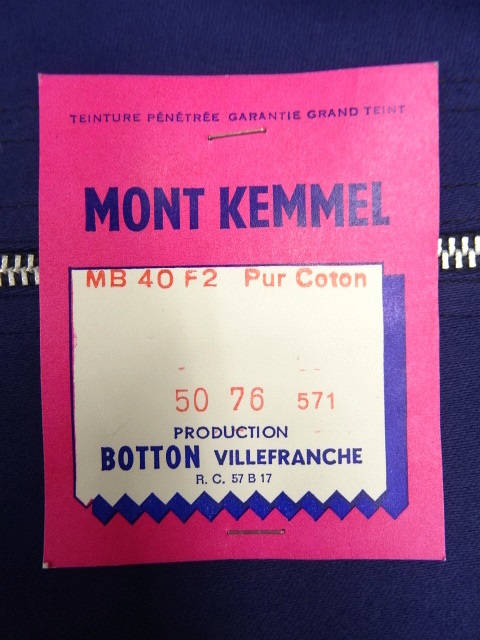 TEINTURE PÉNÉTRÉE GARANTIE GRAND TEINT
MONT KEMMEL
MB 40 F2 Pur Coton
50 76 571
PRODUCTION
BOTTON VILLEFRANCHE
R. C. 57 B 17